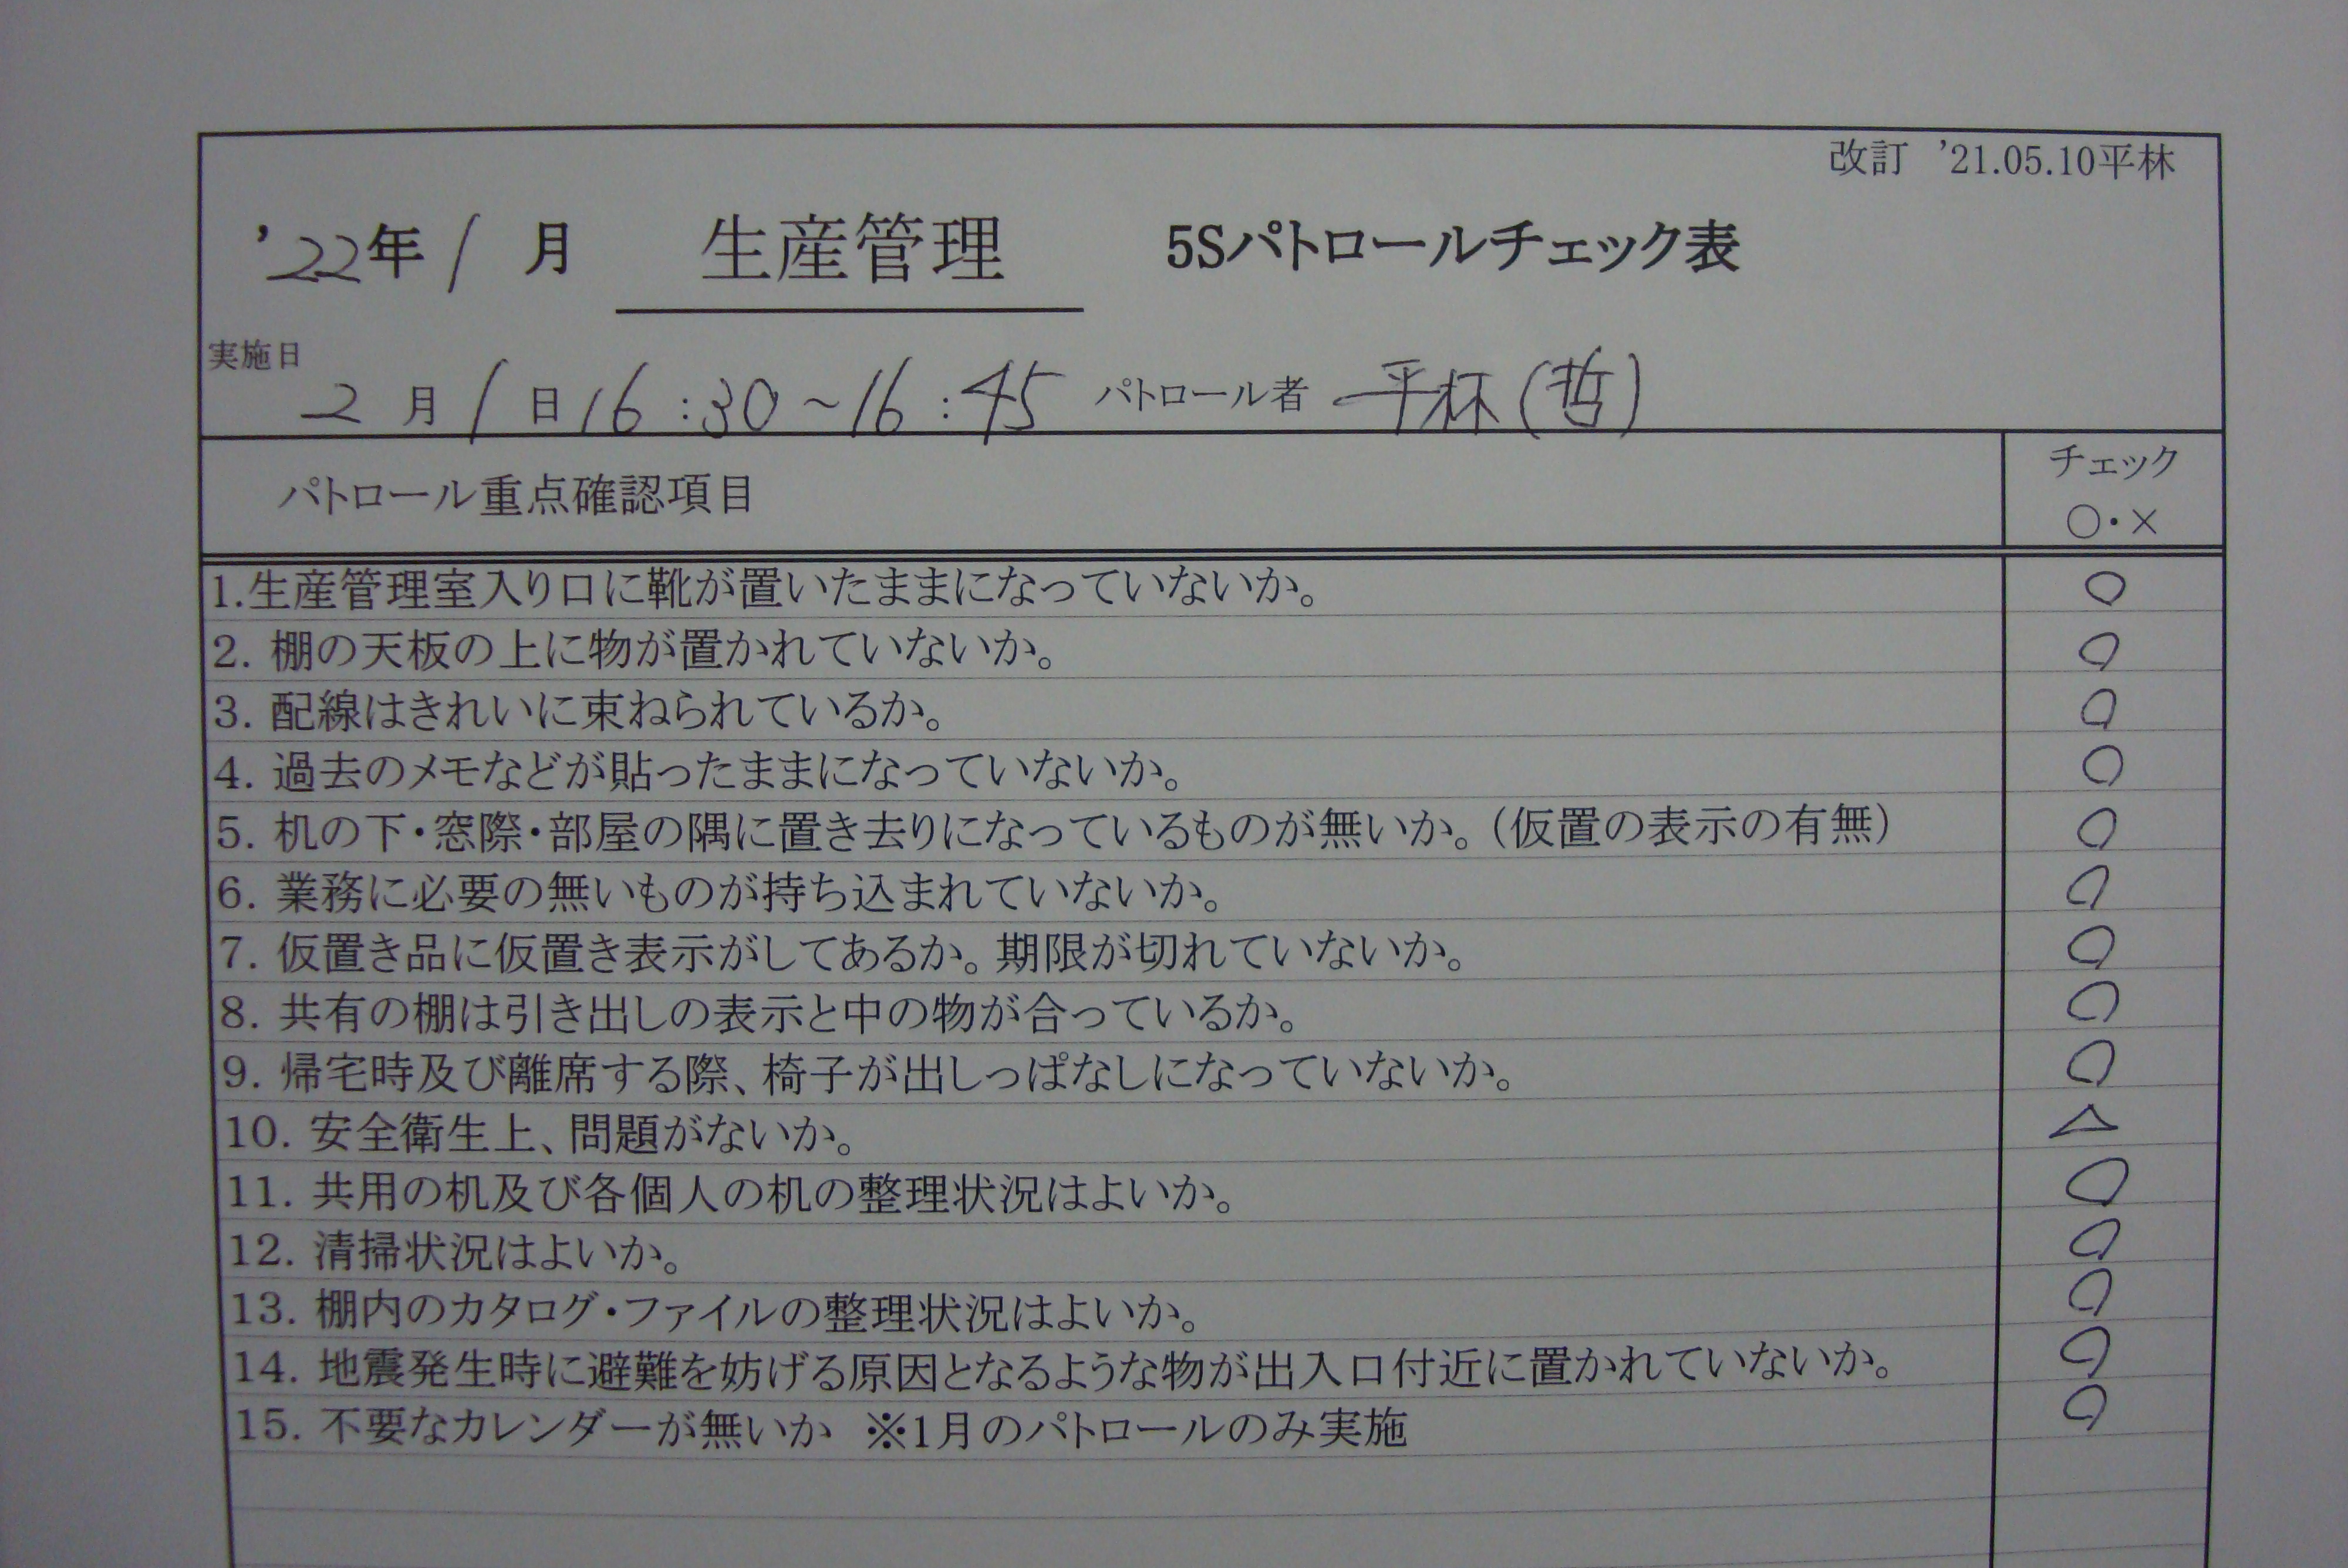 改訂 ’21.05.10平林
’22年 1 月 生産管理 5Sパトロールチェック表
実施日
2 月 1 日 16:30~16:45 パトロール者 平林(哲)
パトロール重点確認項目 チェック
○・×
1.生産管理室入り口に靴が置いたままになっていないか。 ○
2. 棚の天板の上に物が置かれていないか。 ○
3. 配線はきれいに束ねられているか。 ○
4. 過去のメモなどが貼ったままになっていないか。 ○
5. 机の下・窓際・部屋の隅に置き去りになっているものが無いか。(仮置の表示の有無) ○
6. 業務に必要の無いものが持ち込まれていないか。 ○
7. 仮置き品に仮置き表示がしてあるか。期限が切れていないか。 ○
8. 共有の棚は引き出しの表示と中の物が合っているか。 ○
9. 帰宅時及び離席する際、椅子が出しっぱなしになっていないか。 ○
10. 安全衛生上、問題がないか。 △
11. 共用の机及び各個人の机の整理状況はよいか。 ○
12. 清掃状況はよいか。 ○
13. 棚内のカタログ・ファイルの整理状況はよいか。 ○
14. 地震発生時に避難を妨げる原因となるような物が出入口付近に置かれていないか。 ○
15. 不要なカレンダーが無いか ※1月のパトロールのみ実施 ○